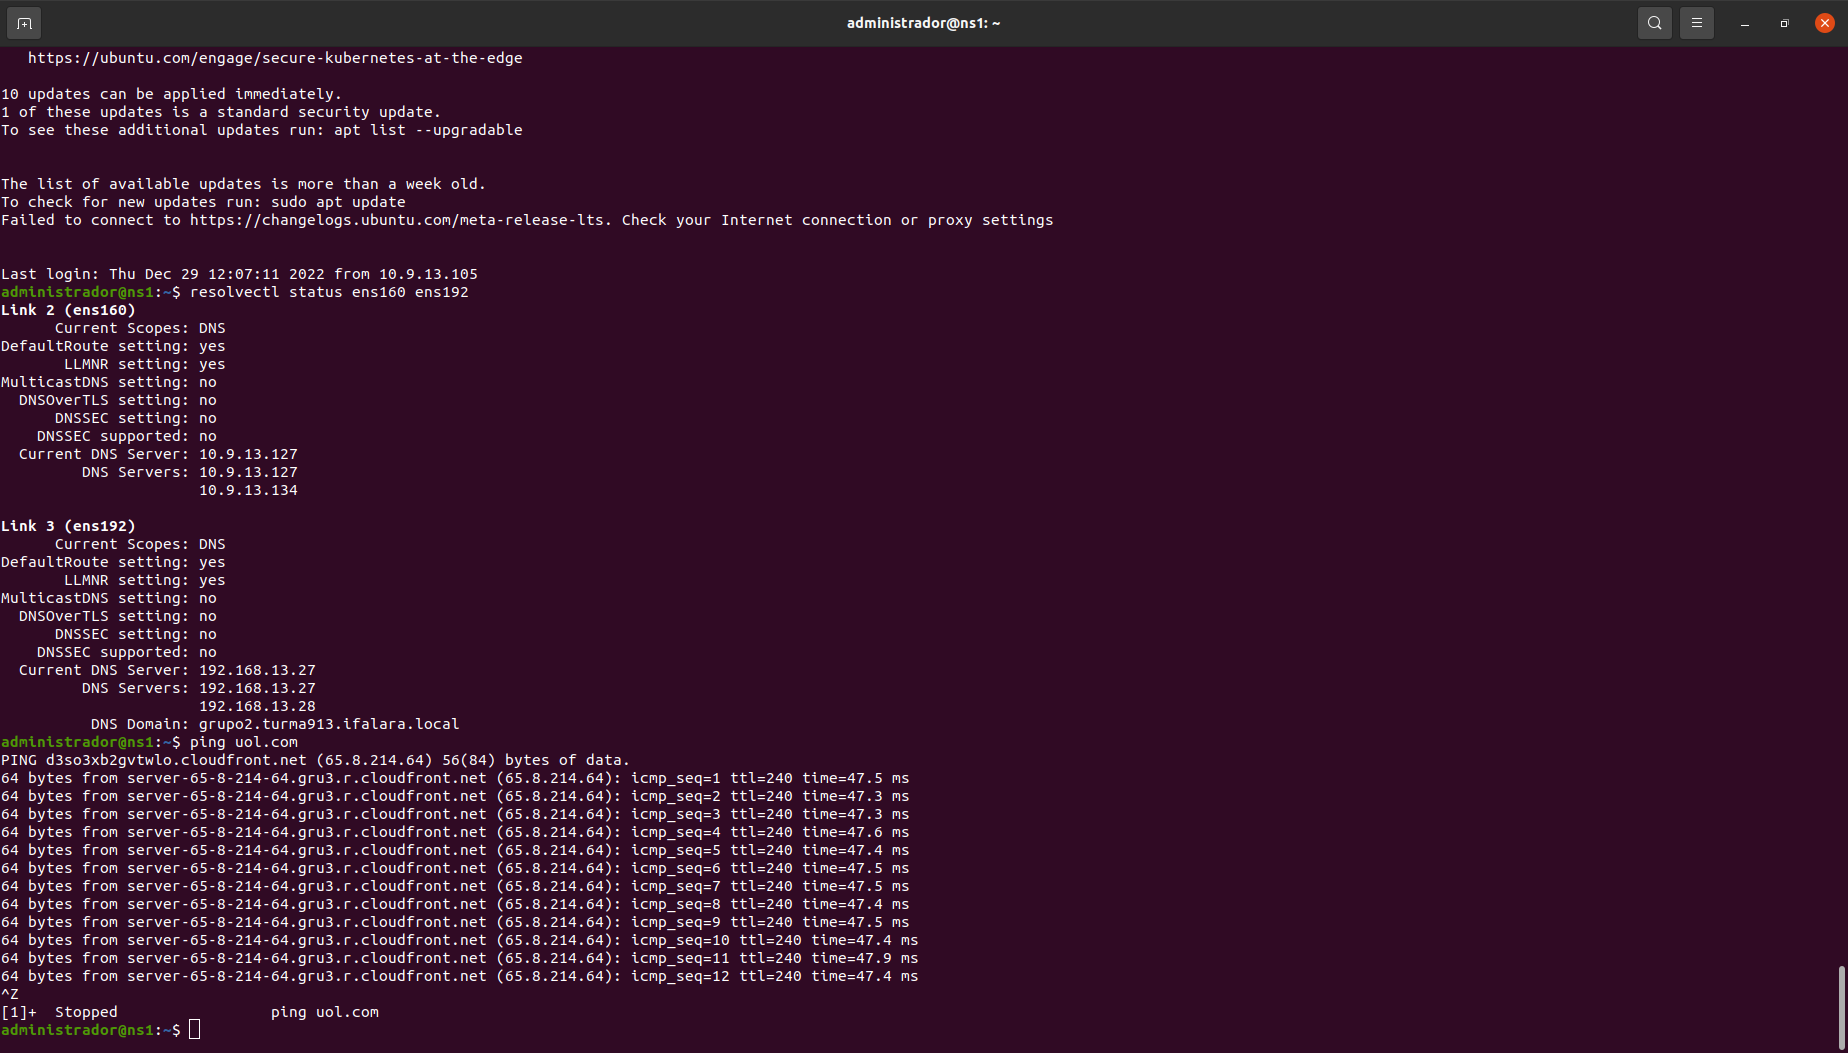 administrador@ns1: ~
https://ubuntu.com/engage/secure-kubernetes-at-the-edge
10 updates can be applied immediately.
1 of these updates is a standard security update.
To see these additional updates run: apt list --upgradable
The list of available updates is more than a week old.
To check for new updates run: sudo apt update
Failed to connect to https://changelogs.ubuntu.com/meta-release-lts. Check your Internet connection or proxy settings
Last login: Thu Dec 29 12:07:11 2022 from 10.9.13.105
administrador@ns1:~$ resolvectl status ens160 ens192
Link 2 (ens160)
Current Scopes: DNS
DefaultRoute setting: yes
LLMNR setting: yes
MulticastDNS setting: no
DNSOverTLS setting: no
DNSSEC setting: no
DNSSEC supported: no
Current DNS Server: 10.9.13.127
DNS Servers: 10.9.13.127
10.9.13.134
Link 3 (ens192)
Current Scopes: DNS
DefaultRoute setting: yes
LLMNR setting: yes
MulticastDNS setting: no
DNSOverTLS setting: no
DNSSEC setting: no
DNSSEC supported: no
Current DNS Server: 192.168.13.27
DNS Servers: 192.168.13.27
192.168.13.28
DNS Domain: grupo2.turma913.ifalara.local
administrador@ns1:~$ ping uol.com
PING d3so3xb2gvtwlo.cloudfront.net (65.8.214.64) 56(84) bytes of data.
64 bytes from server-65-8-214-64.gru3.r.cloudfront.net (65.8.214.64): icmp_seq=1 ttl=240 time=47.5 ms
64 bytes from server-65-8-214-64.gru3.r.cloudfront.net (65.8.214.64): icmp_seq=2 ttl=240 time=47.3 ms
64 bytes from server-65-8-214-64.gru3.r.cloudfront.net (65.8.214.64): icmp_seq=3 ttl=240 time=47.3 ms
64 bytes from server-65-8-214-64.gru3.r.cloudfront.net (65.8.214.64): icmp_seq=4 ttl=240 time=47.6 ms
64 bytes from server-65-8-214-64.gru3.r.cloudfront.net (65.8.214.64): icmp_seq=5 ttl=240 time=47.4 ms
64 bytes from server-65-8-214-64.gru3.r.cloudfront.net (65.8.214.64): icmp_seq=6 ttl=240 time=47.5 ms
64 bytes from server-65-8-214-64.gru3.r.cloudfront.net (65.8.214.64): icmp_seq=7 ttl=240 time=47.5 ms
64 bytes from server-65-8-214-64.gru3.r.cloudfront.net (65.8.214.64): icmp_seq=8 ttl=240 time=47.4 ms
64 bytes from server-65-8-214-64.gru3.r.cloudfront.net (65.8.214.64): icmp_seq=9 ttl=240 time=47.5 ms
64 bytes from server-65-8-214-64.gru3.r.cloudfront.net (65.8.214.64): icmp_seq=10 ttl=240 time=47.4 ms
64 bytes from server-65-8-214-64.gru3.r.cloudfront.net (65.8.214.64): icmp_seq=11 ttl=240 time=47.9 ms
64 bytes from server-65-8-214-64.gru3.r.cloudfront.net (65.8.214.64): icmp_seq=12 ttl=240 time=47.4 ms
^Z
[1]+  Stopped                 ping uol.com
administrador@ns1:~$